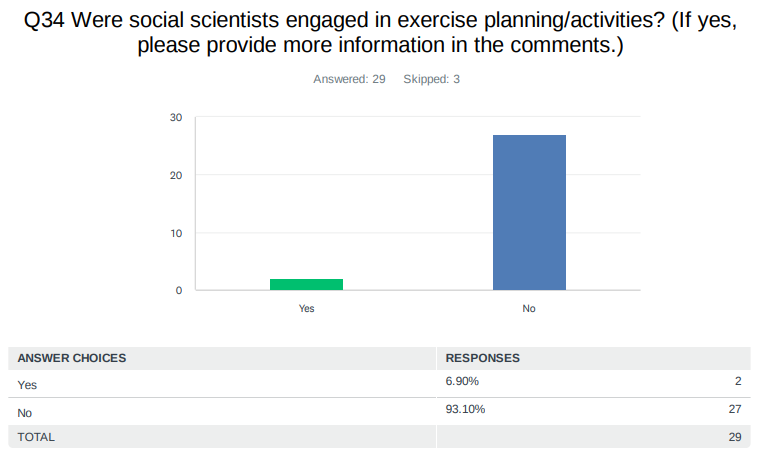 Q34 Were social scientists engaged in exercise planning/activities? (If yes,
please provide more information in the comments.)
Answered: 29 Skipped: 3
30
20
10
0
Yes No
ANSWER CHOICES RESPONSES
Yes 6.90% 2
No 93.10% 27
TOTAL 29